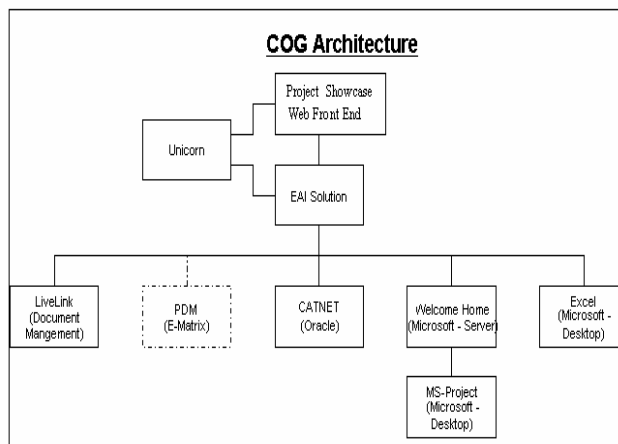 COG Architecture
Project Showcase
Web Front End
Unicorn
EAI Solution
LiveLink
(Document
Mangement)
PDM
(E-Matrix)
CATNET
(Oracle)
Welcome Home
(Microsoft - Server)
Excel
(Microsoft -
Desktop)
MS-Project
(Microsoft -
Desktop)